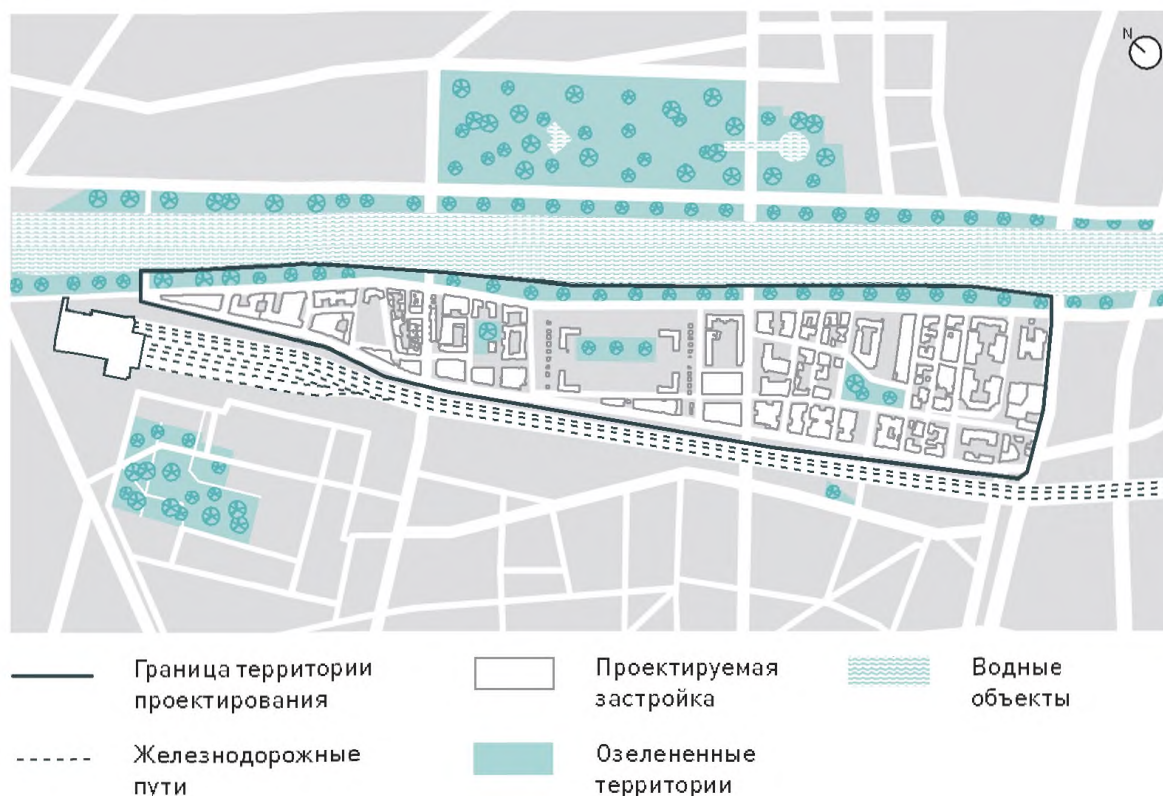 N
Граница территории
проектирования
Проектируемая
застройка
Водные
объекты
Железнодорожные
пути
Озелененные
территории